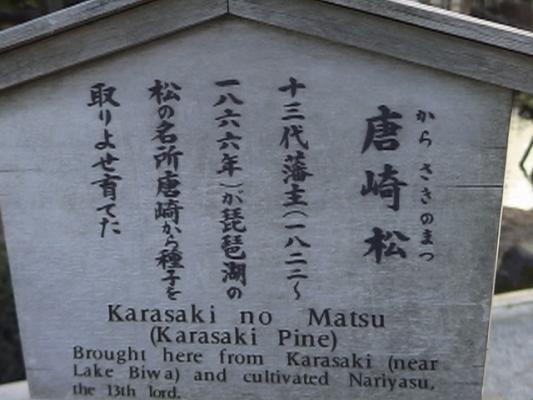 唐崎松
からさきのまつ
十三代藩主(一八二二〜
一八六六年)が琵琶湖の
松の名所唐崎から種子を
取りよせ育てた
Karasaki no Matsu
(Karasaki Pine)
Brought here from Karasaki (near
Lake Biwa) and cultivated Nariyasu,
the 13th lord.